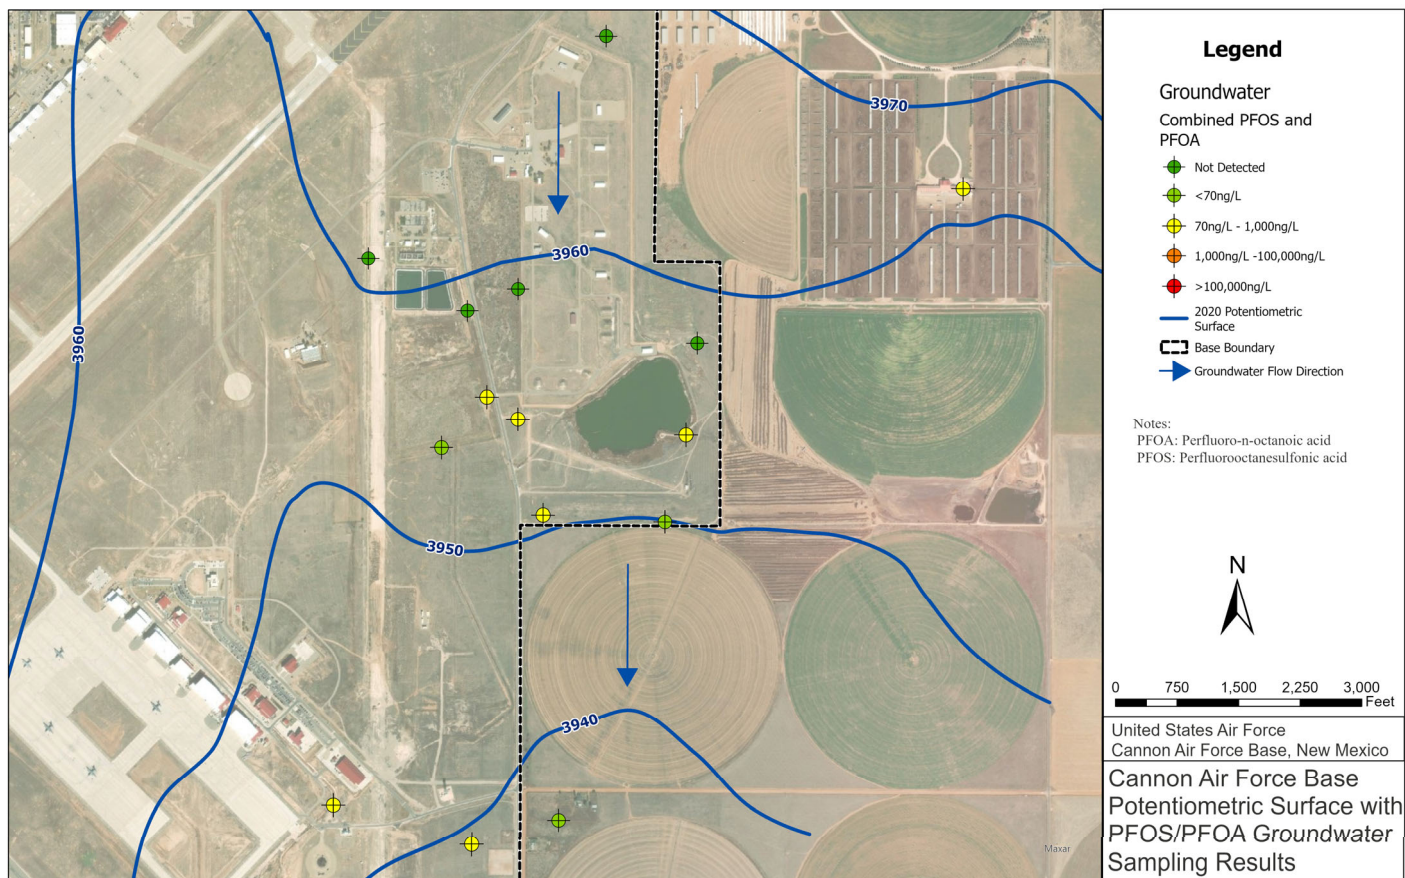 3970
3960
3960
3950
3940
Maxar
Legend
Groundwater
Combined PFOS and
PFOA
Not Detected
<70ng/L
70ng/L - 1,000ng/L
1,000ng/L -100,000ng/L
>100,000ng/L
2020 Potentiometric
Surface
Base Boundary
Groundwater Flow Direction
Notes:
PFOA: Perfluoro-n-octanoic acid
PFOS: Perfluorooctanesulfonic acid
N
0 750 1,500 2,250 3,000
Feet
United States Air Force
Cannon Air Force Base, New Mexico
Cannon Air Force Base
Potentiometric Surface with
PFOS/PFOA Groundwater
Sampling Results